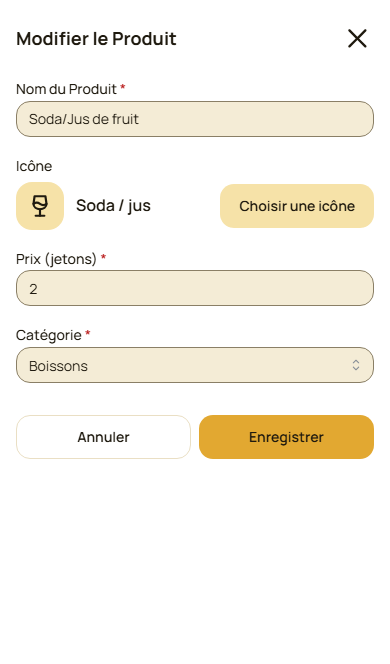 Modifier le Produit
Nom du Produit *
Soda/Jus de fruit
Icône
Soda / jus
Choisir une icône
Prix (jetons) *
2
Catégorie *
Boissons
Annuler
Enregistrer